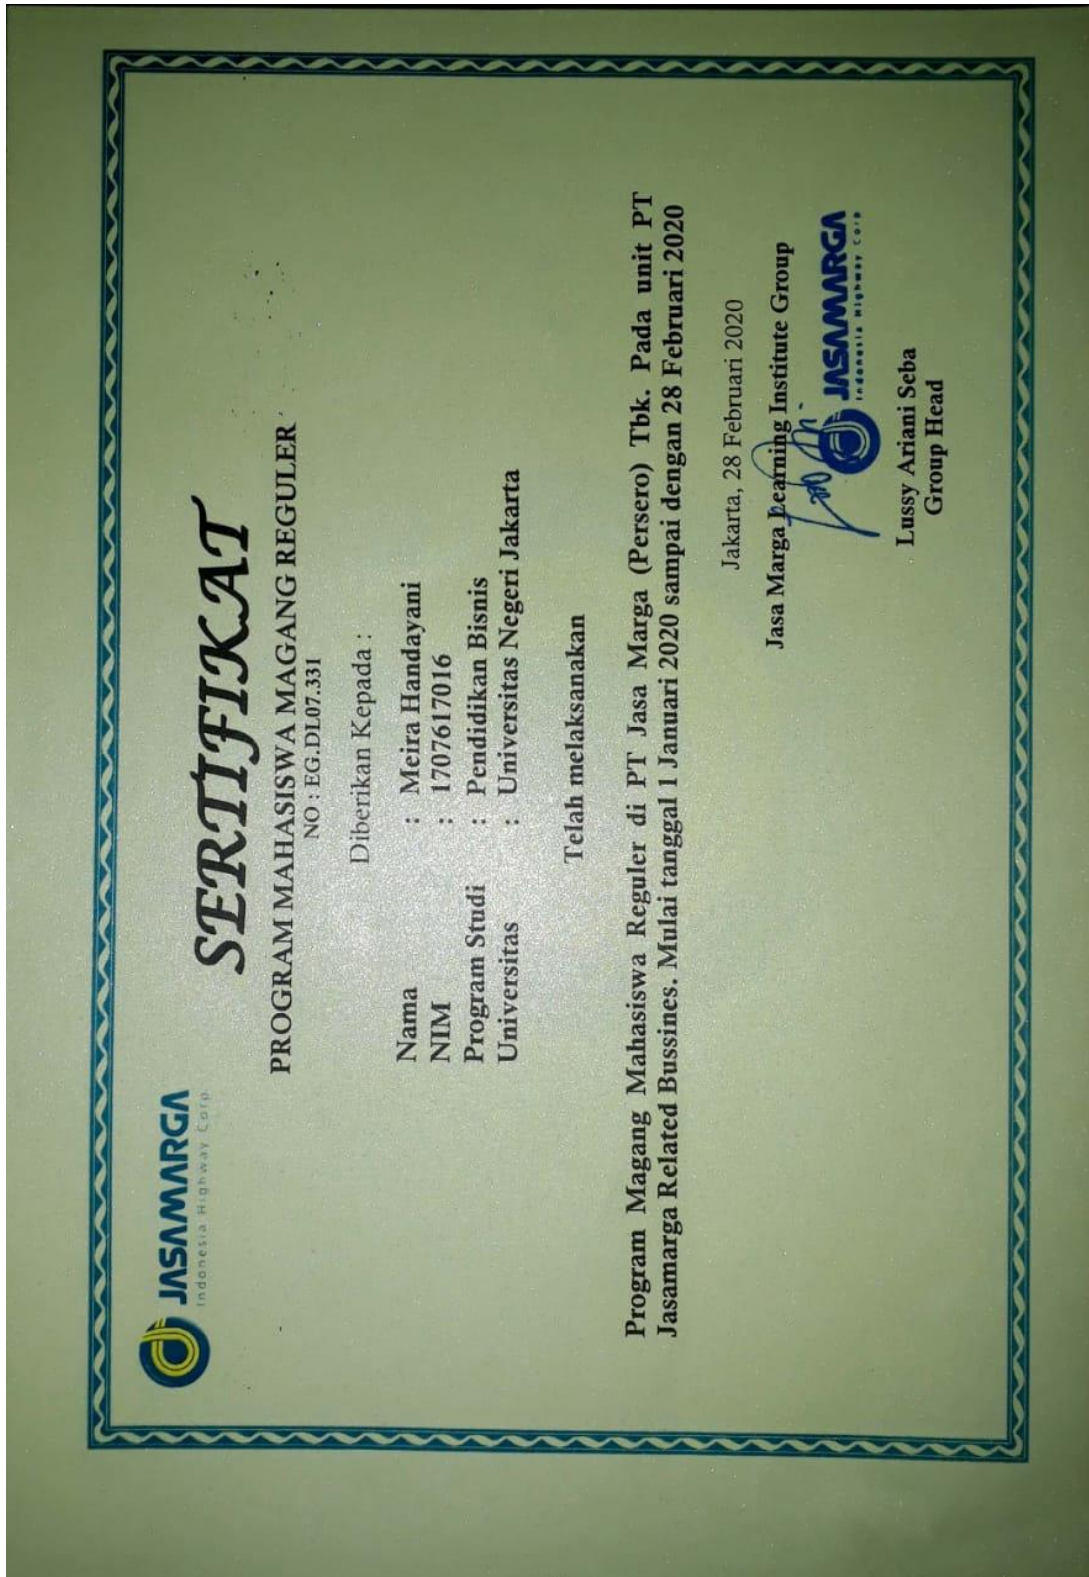 JASAMARGA
Indonesia Highway Corp
SERTIFIKAT
PROGRAM MAHASISWA MAGANG REGULER
NO : EG.DL07.331
Diberikan Kepada :
Nama : Meira Handayani
NIM : 1707617016
Program Studi : Pendidikan Bisnis
Universitas : Universitas Negeri Jakarta
Telah melaksanakan
Program Magang Mahasiswa Reguler di PT Jasa Marga (Persero) Tbk. Pada unit PT
Jasamarga Related Bussines. Mulai tanggal 1 Januari 2020 sampai dengan 28 Februari 2020
Jakarta, 28 Februari 2020
Jasa Marga Learning Institute Group
JASAMARGA
Indonesia Highway Corp
Lussy Ariani Seba
Group Head